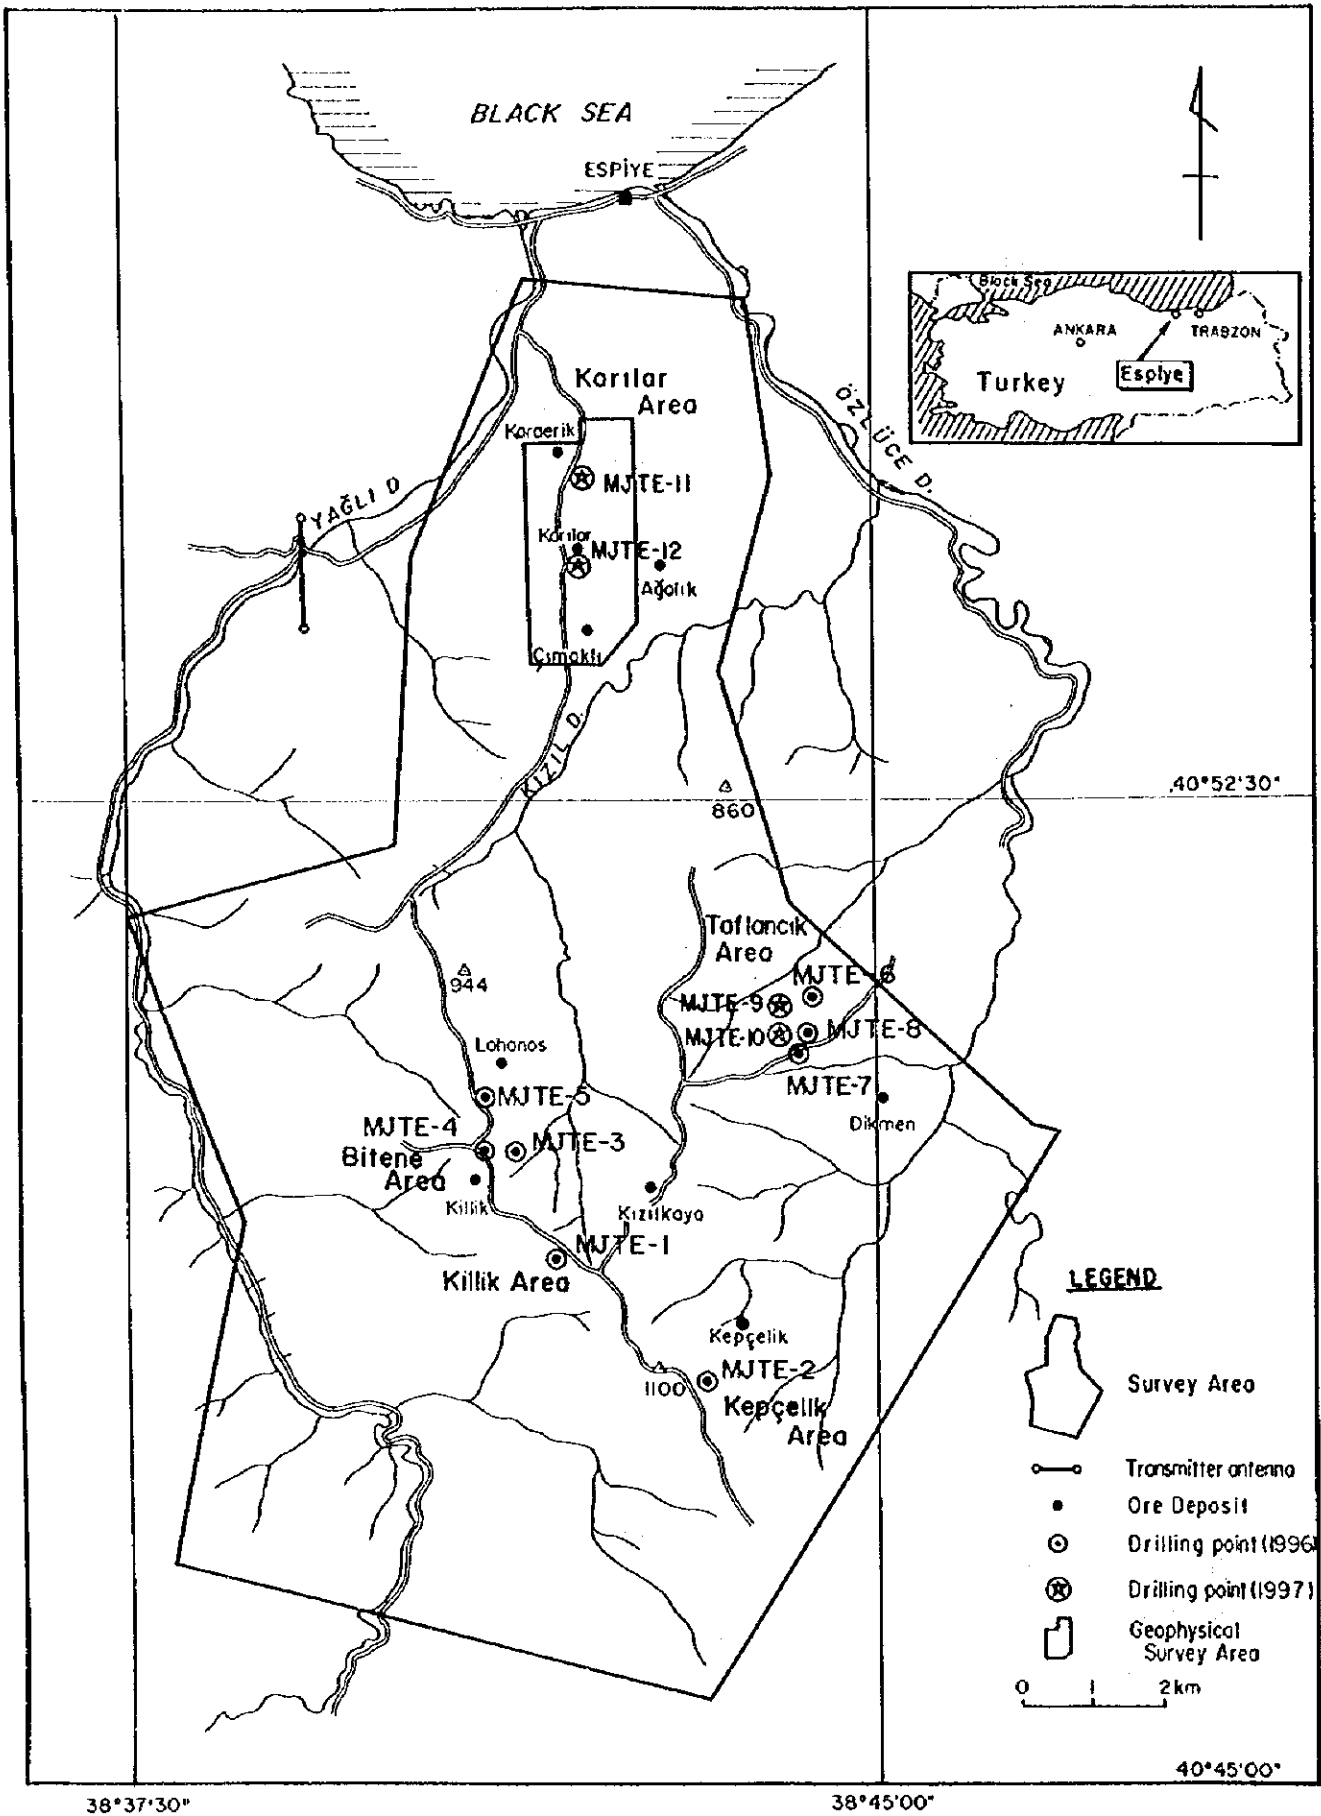 BLACK SEA
ESPİYE
Black Sea
ANKARA
TRABZON
Espiye
Turkey
Karılar
Area
Karaerik
ÖZLÜCE D.
MJTE-11
YAĞLI D
Karılar
MJTE-12
Ağalık
Çımaklı
KIZIL D.
40°52'30"
860
Taflancık
Area
944
MJTE-6
MJTE-9
MJTE-10
MJTE-8
Lahanos
MJTE-7
MJTE-5
Dikmen
MJTE-4
MJTE-3
Bitene
Area
Killik
Kızılkaya
MJTE-1
Killik Area
LEGEND
Kepçelik
MJTE-2
1100
Kepçelik
Area
Survey Area
Transmitter antenna
Ore Deposit
Drilling point (1996)
Drilling point (1997)
Geophysical
Survey Area
0 1 2km
40°45'00"
38°37'30"
38°45'00"